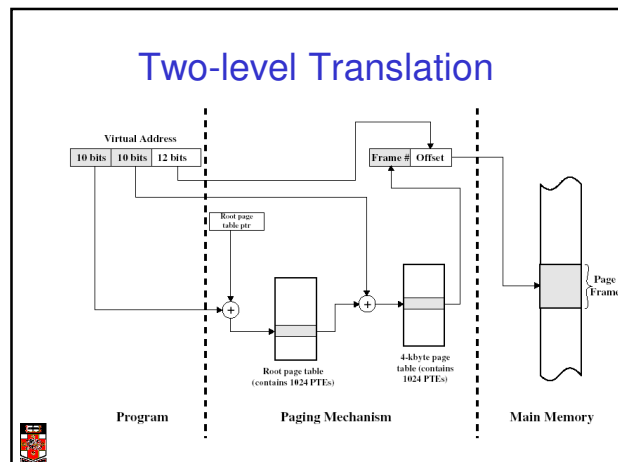 Two-level Translation
Virtual Address
10 bits 10 bits 12 bits
Frame # Offset
Root page
table ptr
+
+
Page
Frame
Root page table
(contains 1024 PTEs)
4-kbyte page
table (contains
1024 PTEs)
Program Paging Mechanism Main Memory